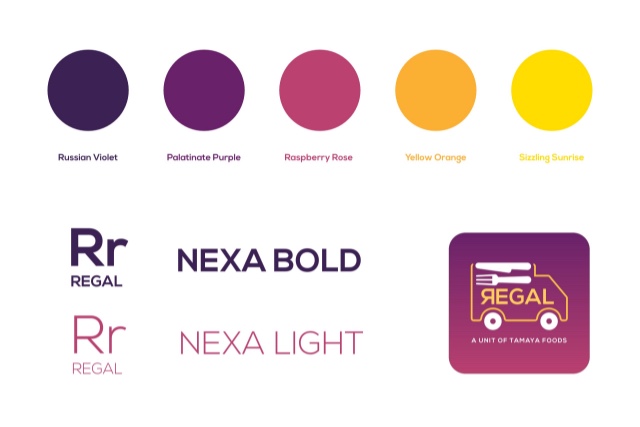 Russian Violet
Palatinate Purple
Raspberry Rose
Yellow Orange
Sizzling Sunrise
Rr
REGAL
NEXA BOLD
Rr
REGAL
NEXA LIGHT
ЯEGAL
A UNIT OF TAMAYA FOODS